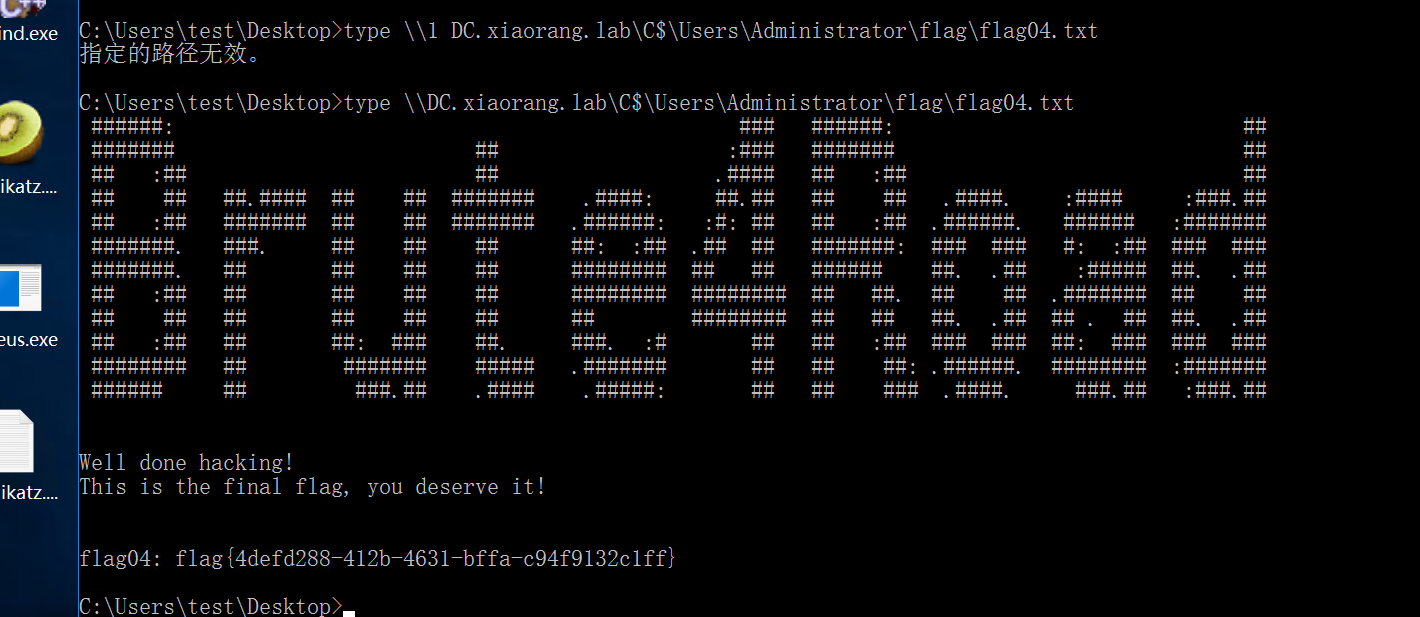 ind.exe
ikatz....
eus.exe
ikatz....
C:\Users\test\Desktop>type \\l DC.xiaorang.lab\C$\Users\Administrator\flag\flag04.txt
指定的路径无效。
C:\Users\test\Desktop>type \\DC.xiaorang.lab\C$\Users\Administrator\flag\flag04.txt
Brute4Road
Well done hacking!
This is the final flag, you deserve it!
flag04: flag{4defd288-412b-4631-bffa-c94f9132c1ff}
C:\Users\test\Desktop>